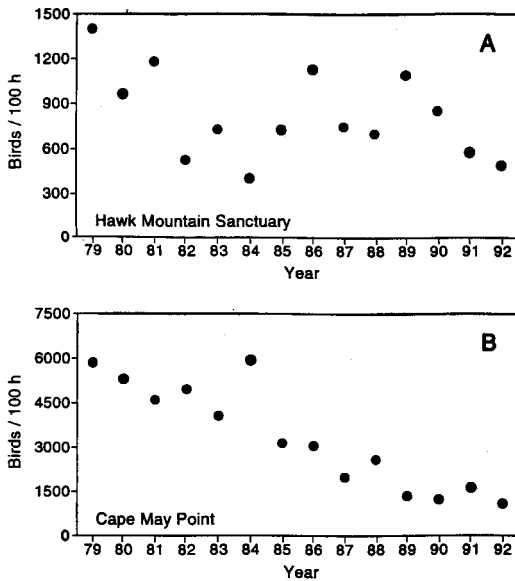 1500
A
1200
900
600
300
0
Birds / 100 h
Hawk Mountain Sanctuary
79 80 81 82 83 84 85 86 87 88 89 90 91 92
Year
7500
B
6000
4500
3000
1500
0
Birds / 100 h
Cape May Point
79 80 81 82 83 84 85 86 87 88 89 90 91 92
Year